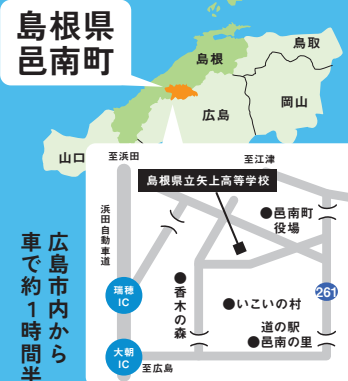 島根県
邑南町
鳥取
島根
岡山
広島
山口
至浜田
至江津
島根県立矢上高等学校
浜田自動車道
●邑南町
役場
瑞穂
IC
●香木の森
●いこいの村
261
道の駅
●邑南の里
大朝
IC
至広島
広島市内から
車で約1時間半